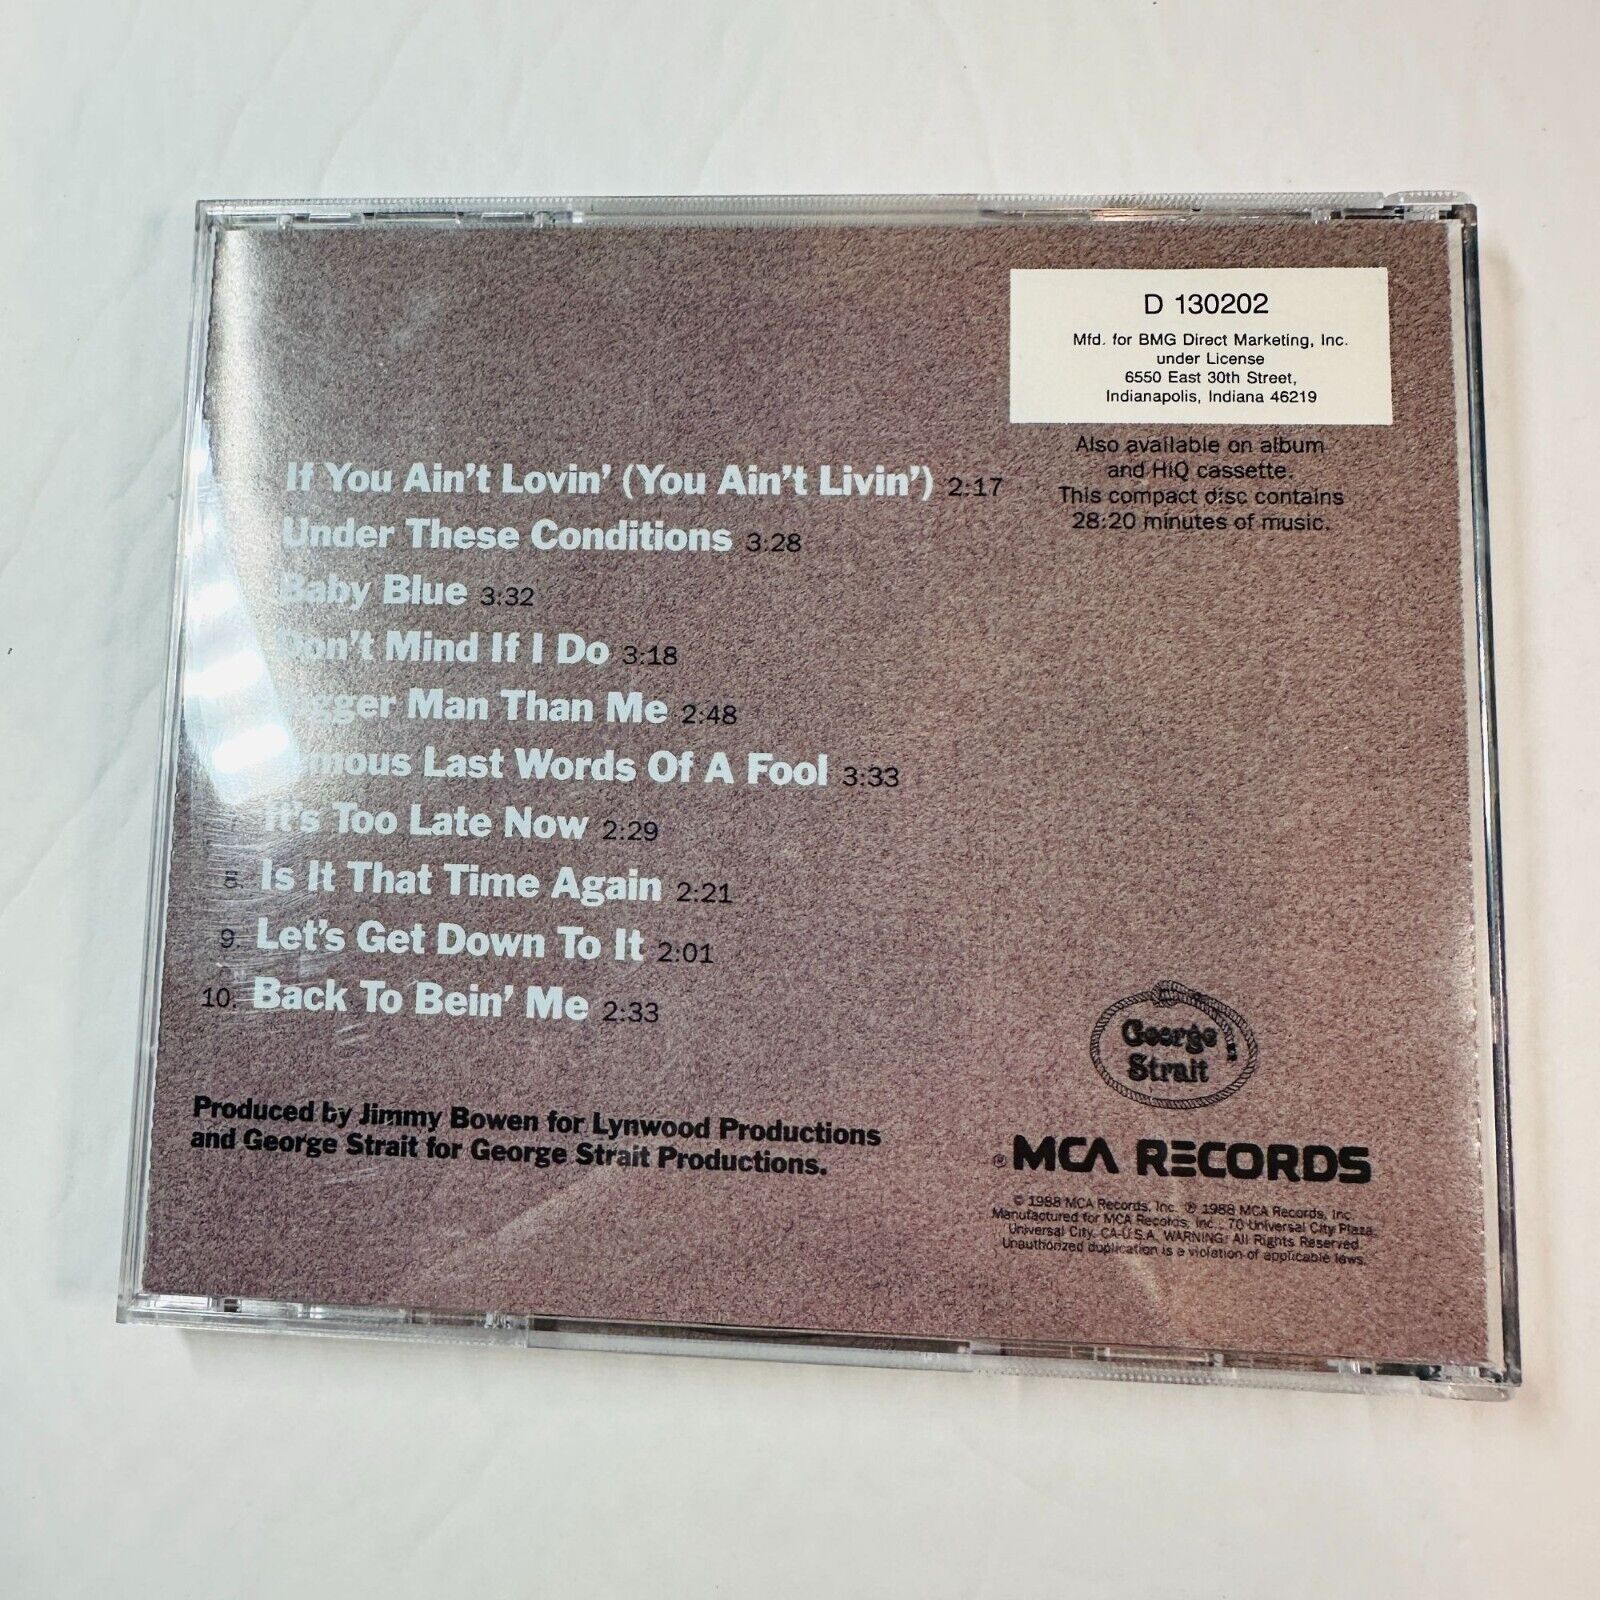 D 130202
Mfd. for BMG Direct Marketing, Inc.
under License
6550 East 30th Street,
Indianapolis, Indiana 46219
Also available on album
and HiQ cassette.
This compact disc contains
28:20 minutes of music.
If You Ain't Lovin' (You Ain't Livin') 2:17
Under These Conditions 3:28
Baby Blue 3:32
Don't Mind If I Do 3:18
Bigger Man Than Me 2:48
Famous Last Words Of A Fool 3:33
It's Too Late Now 2:29
8. Is It That Time Again 2:21
9. Let's Get Down To It 2:01
10. Back To Bein' Me 2:33
Produced by Jimmy Bowen for Lynwood Productions
and George Strait for George Strait Productions.
George
Strait
® MCA RECORDS
© 1988 MCA Records, Inc. ℗ 1988 MCA Records, Inc.
Manufactured for MCA Records, Inc., 70 Universal City Plaza,
Universal City, CA-U.S.A. WARNING: All Rights Reserved.
Unauthorized duplication is a violation of applicable laws.